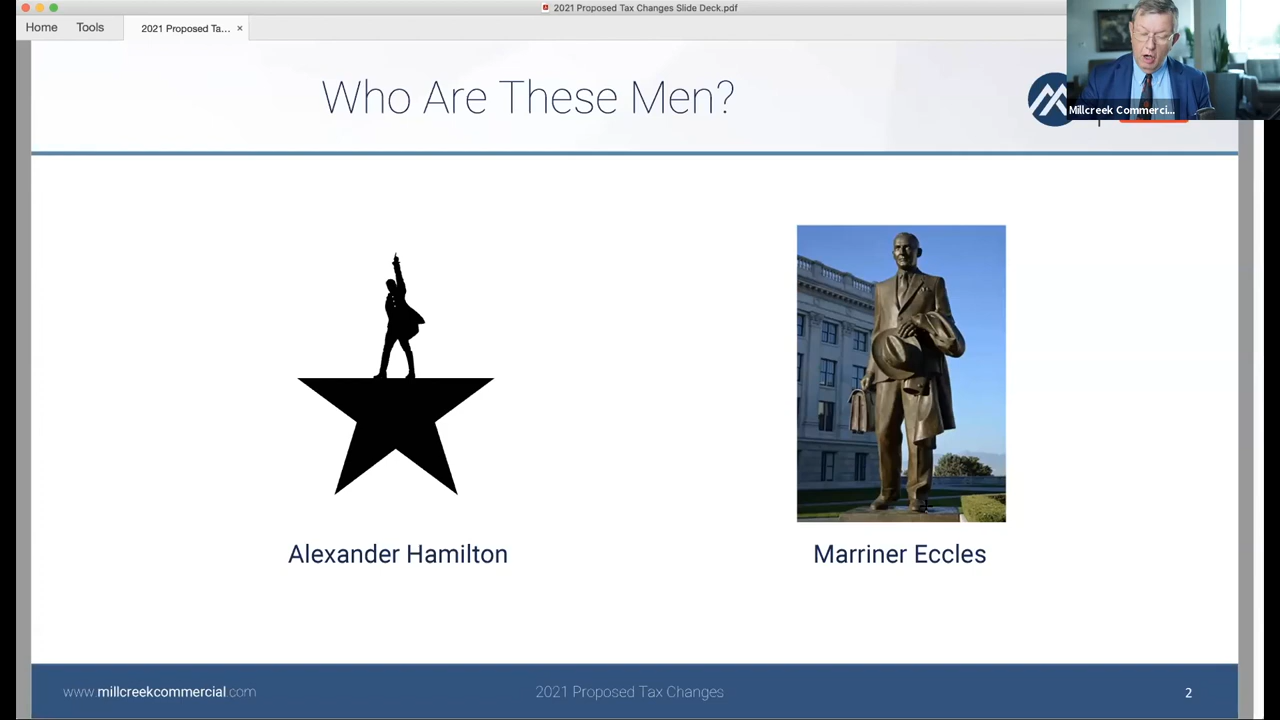 2021 Proposed Tax Changes Slide Deck.pdf
Home
Tools
2021 Proposed Ta... ×
Who Are These Men?
Millcreek Commerci...
Alexander Hamilton
Marriner Eccles
www.millcreekcommercial.com
2021 Proposed Tax Changes
2